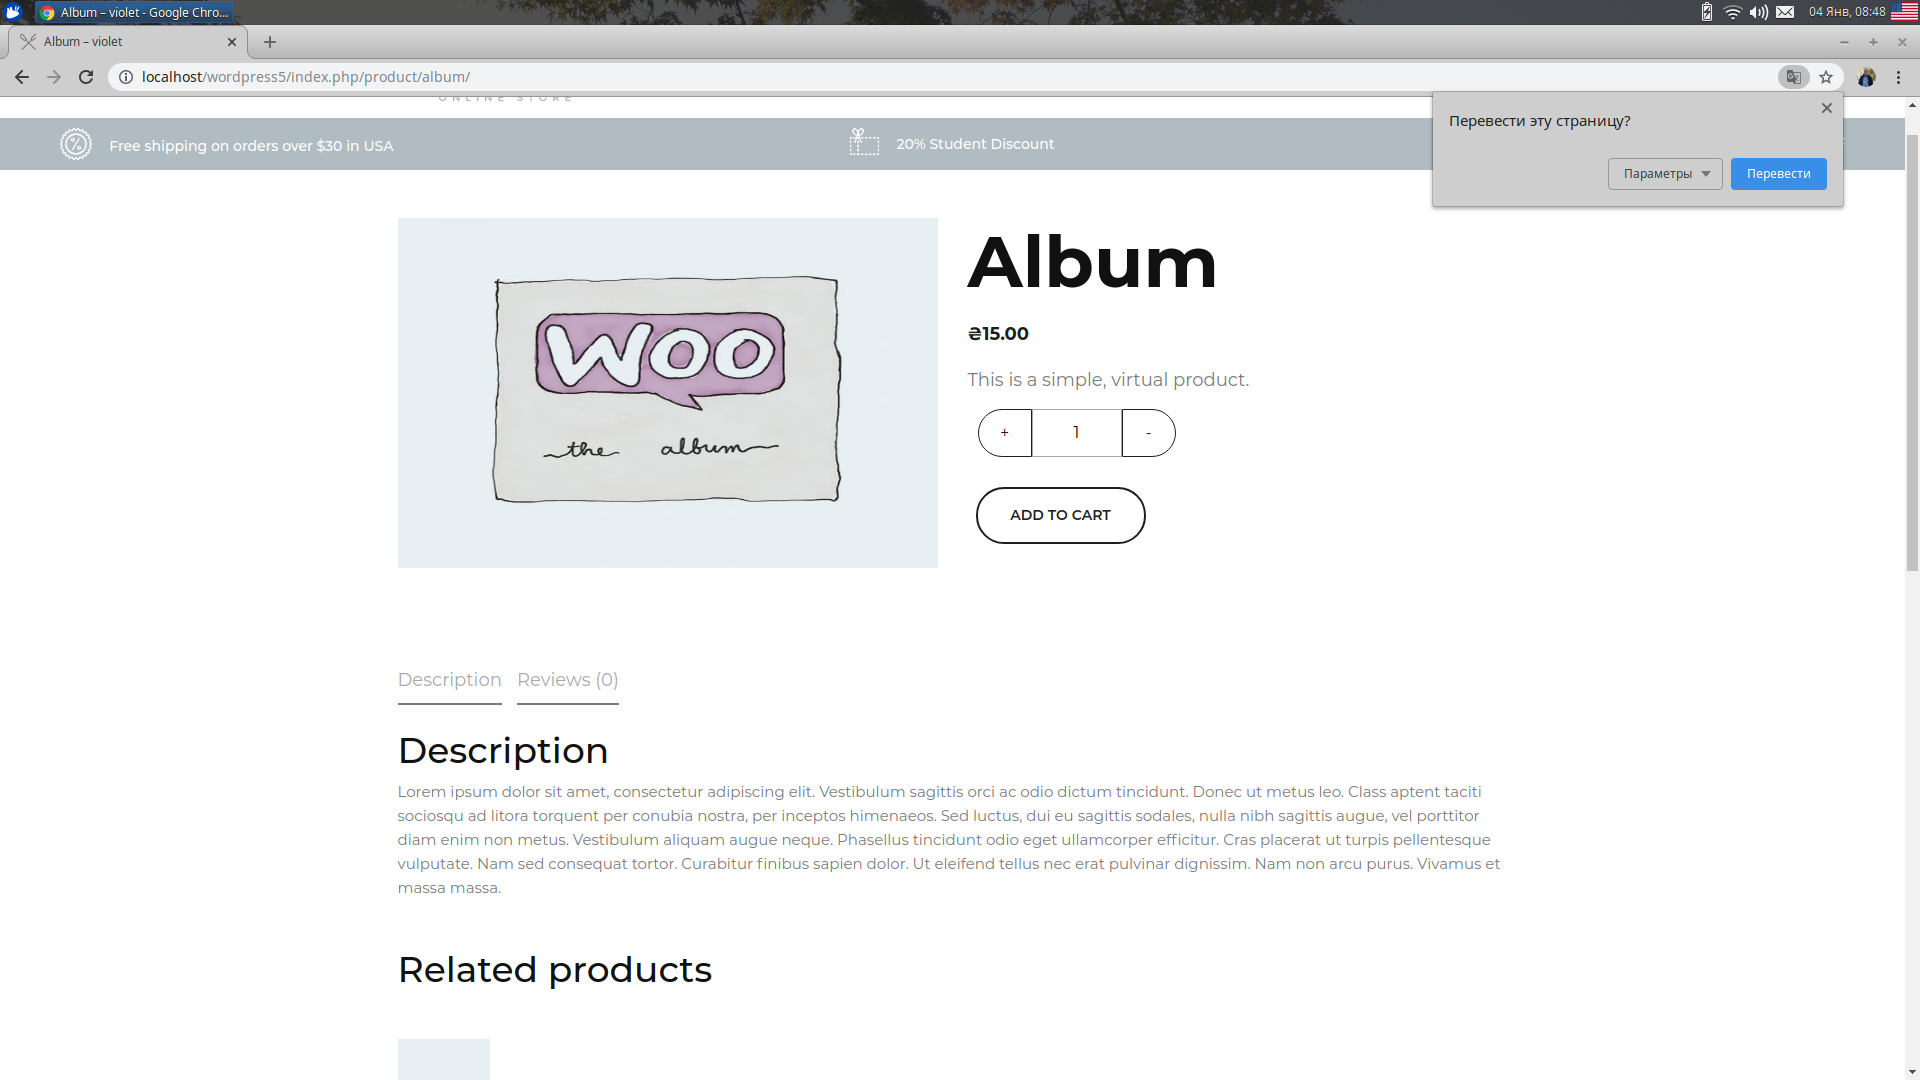 Album – violet - Google Chro...
04 Янв, 08:48
Album – violet
localhost/wordpress5/index.php/product/album/
ONLINE STORE
Free shipping on orders over $30 in USA
20% Student Discount
Перевести эту страницу?
Параметры
Перевести
Album
₴15.00
This is a simple, virtual product.
+ 1 -
ADD TO CART
WOO
the album
Description Reviews (0)
Description
Lorem ipsum dolor sit amet, consectetur adipiscing elit. Vestibulum sagittis orci ac odio dictum tincidunt. Donec ut metus leo. Class aptent taciti
sociosqu ad litora torquent per conubia nostra, per inceptos himenaeos. Sed luctus, dui eu sagittis sodales, nulla nibh sagittis augue, vel porttitor
diam enim non metus. Vestibulum aliquam augue neque. Phasellus tincidunt odio eget ullamcorper efficitur. Cras placerat ut turpis pellentesque
vulputate. Nam sed consequat tortor. Curabitur finibus sapien dolor. Ut eleifend tellus nec erat pulvinar dignissim. Nam non arcu purus. Vivamus et
massa massa.
Related products